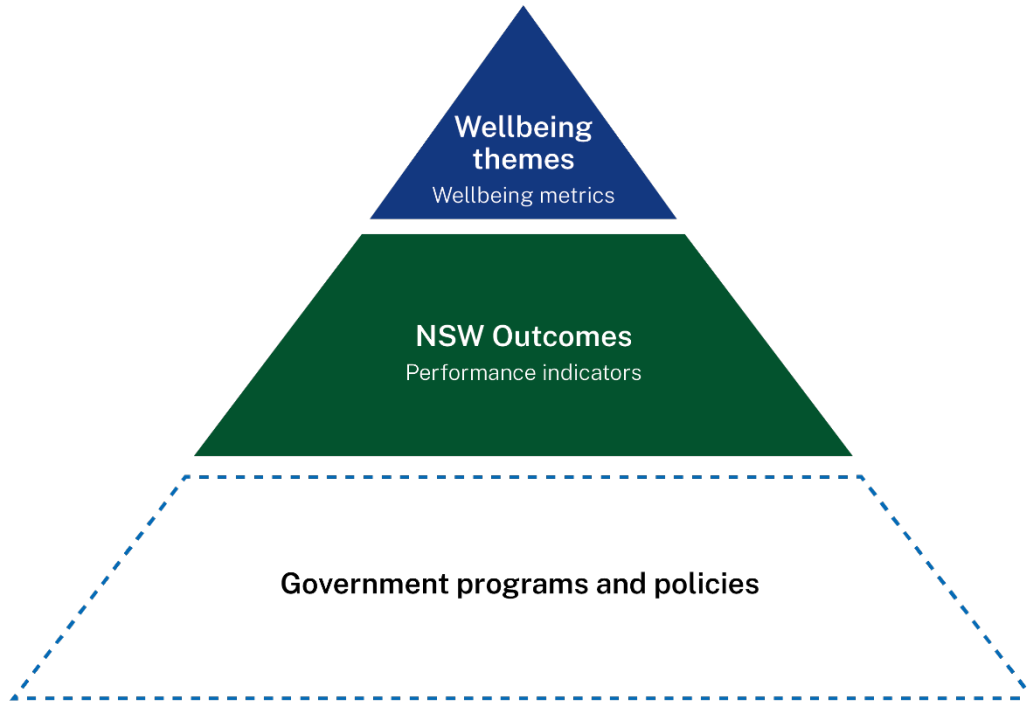 Wellbeing
themes
Wellbeing metrics
NSW Outcomes
Performance indicators
Government programs and policies